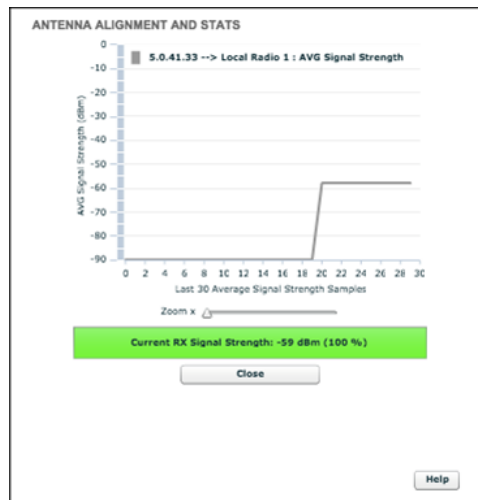 ANTENNA ALIGNMENT AND STATS
5.0.41.33 --> Local Radio 1 : AVG Signal Strength
AVG Signal Strength (dBm)
0
-10
-20
-30
-40
-50
-60
-70
-80
-90
0 2 4 6 8 10 12 14 16 18 20 22 24 26 28 30
Last 30 Average Signal Strength Samples
Zoom x
Current RX Signal Strength: -59 dBm (100 %)
Close
Help